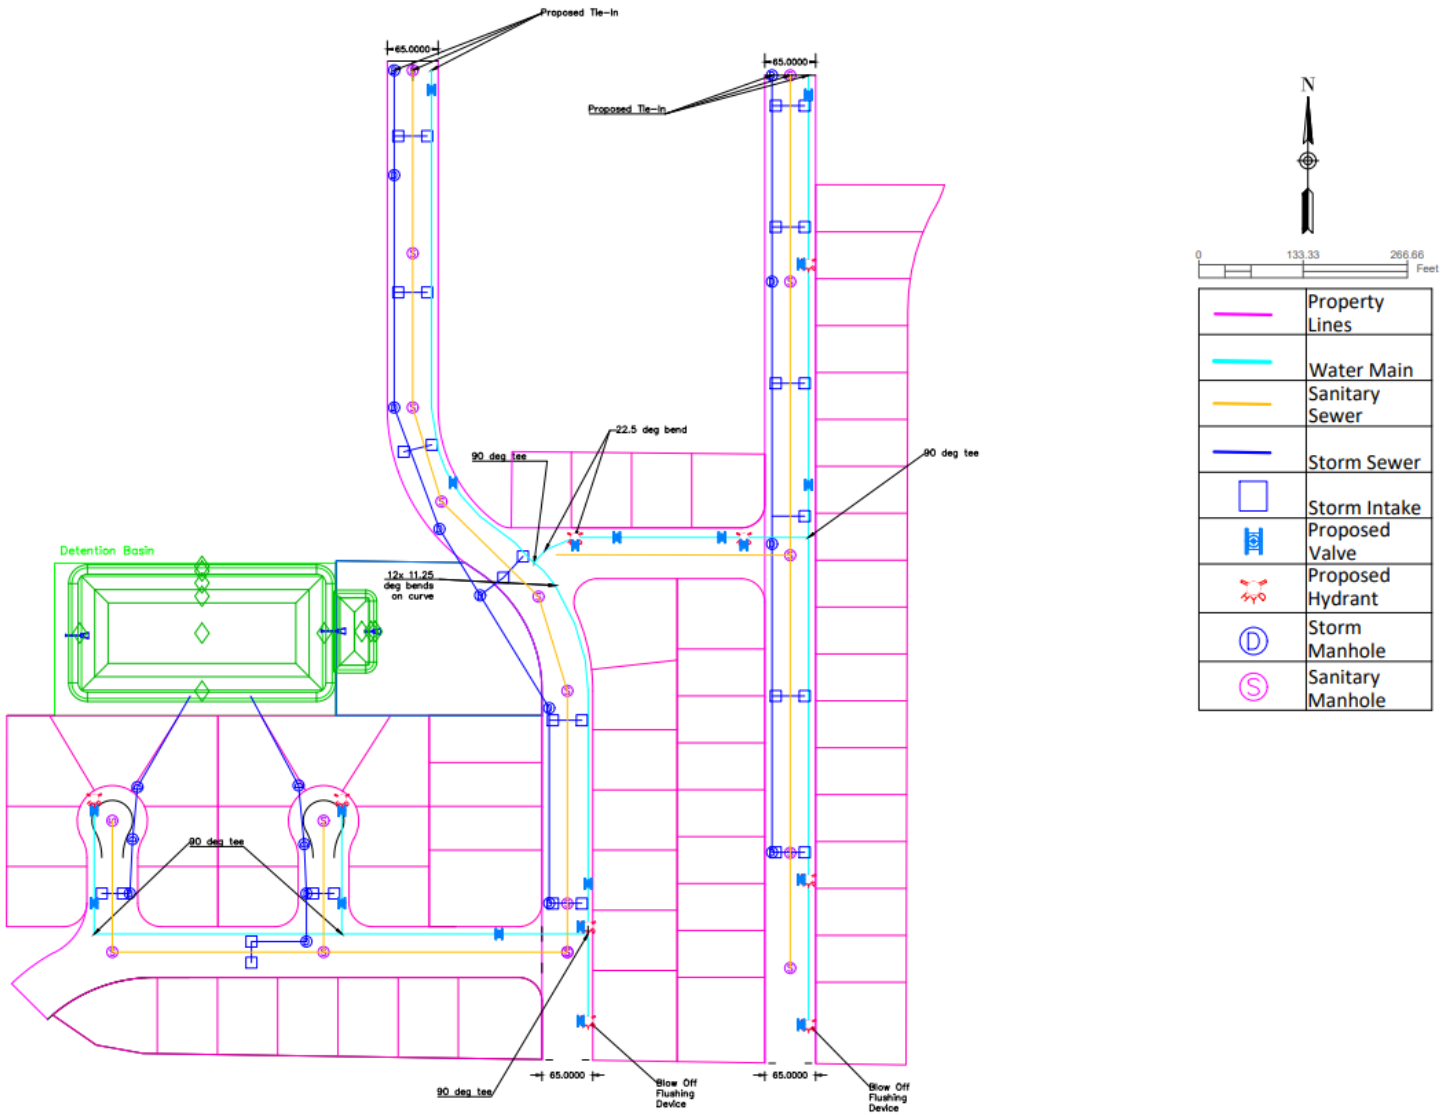 Proposed Tie-In
65.0000
65.0000
Proposed Tie-In
N
0 133.33 266.66
Feet
Property
Lines
Water Main
Sanitary
Sewer
Storm Sewer
Storm Intake
Proposed
Valve
Proposed
Hydrant
D
Storm
Manhole
S
Sanitary
Manhole
22.5 deg bend
90 deg tee
90 deg tee
Detention Basin
12x 11.25
deg bends
on curve
90 deg tee
90 deg tee
65.0000
65.0000
Blow Off
Flushing
Device
Blow Off
Flushing
Device